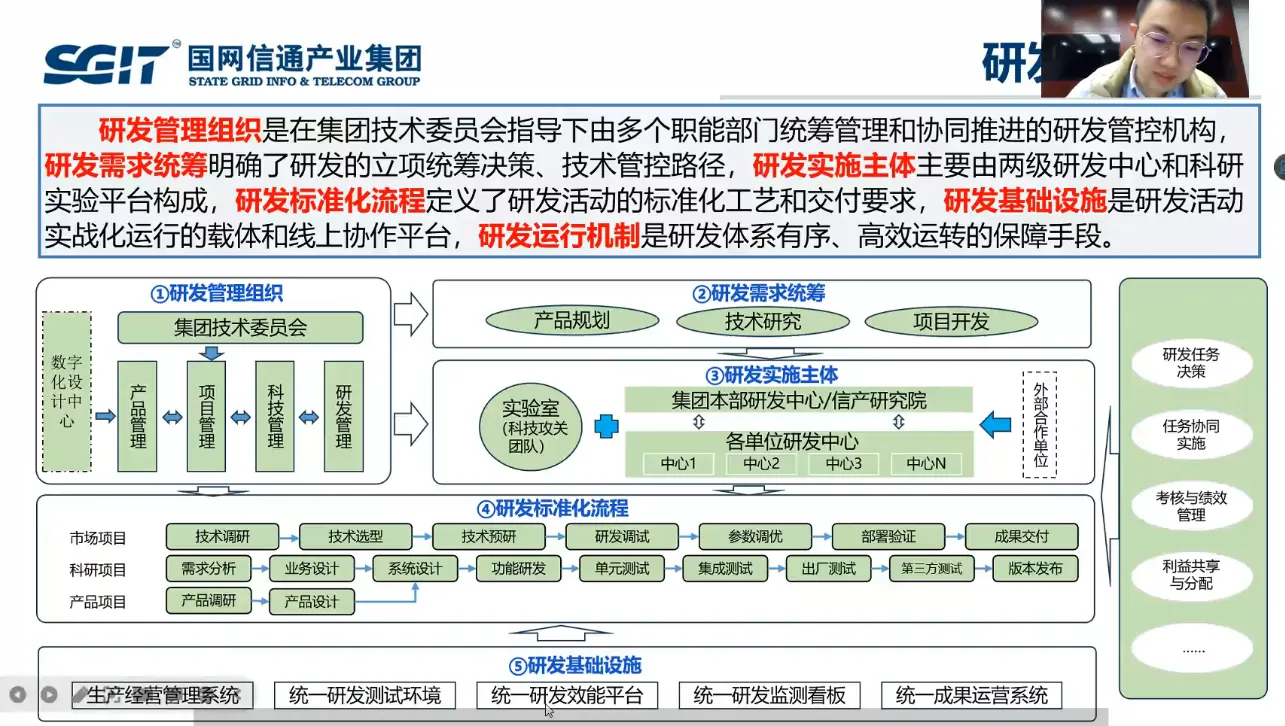 SGIT
国网信通产业集团
STATE GRID INFO & TELECOM GROUP
研发
研发管理组织是在集团技术委员会指导下由多个职能部门统筹管理和协同推进的研发管控机构，
研发需求统筹明确了研发的立项统筹决策、技术管控路径，研发实施主体主要由两级研发中心和科研
实验平台构成，研发标准化流程定义了研发活动的标准化工艺和交付要求，研发基础设施是研发活动
实战化运行的载体和线上协作平台，研发运行机制是研发体系有序、高效运转的保障手段。
①研发管理组织
数字
化设
计中
心
集团技术委员会
产品管理
项目管理
科技管理
研发管理
②研发需求统筹
产品规划
技术研究
项目开发
③研发实施主体
实验室
（科技攻关
团队）
集团本部研发中心/信产研究院
各单位研发中心
中心1
中心2
中心3
中心N
外部合作单位
④研发标准化流程
市场项目
技术调研
技术选型
技术预研
研发调试
参数调优
部署验证
成果交付
科研项目
需求分析
业务设计
系统设计
功能研发
单元测试
集成测试
出厂测试
第三方测试
版本发布
产品项目
产品调研
产品设计
⑤研发基础设施
生产经营管理系统
统一研发测试环境
统一研发效能平台
统一研发监测看板
统一成果运营系统
研发任务
决策
任务协同
实施
考核与绩效
管理
利益共享
与分配
……